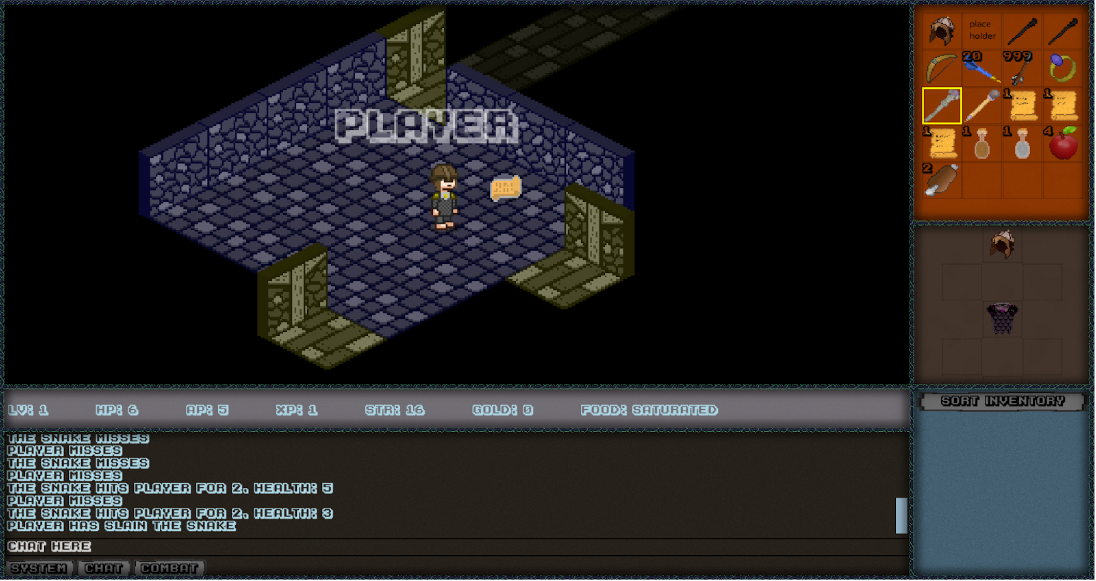 place
holder
20
999
1
1
1
1
1
4
2
PLAYER
LV: 1 HP: 6 AP: 5 XP: 1 STR: 16 GOLD: 0 FOOD: SATURATED
SORT INVENTORY
THE SNAKE MISSES
PLAYER MISSES
THE SNAKE MISSES
PLAYER MISSES
THE SNAKE HITS PLAYER FOR 2. HEALTH: 5
PLAYER MISSES
THE SNAKE HITS PLAYER FOR 2. HEALTH: 3
PLAYER HAS SLAIN THE SNAKE
CHAT HERE
SYSTEM CHAT COMBAT